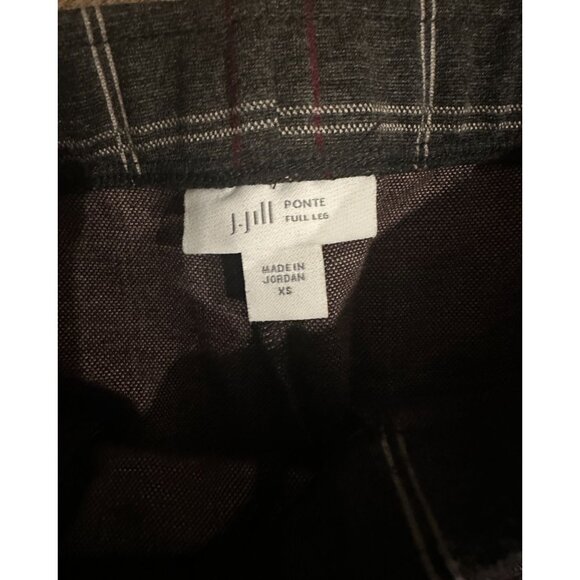 J.Jill PONTE
FULL LEG
MADE IN
JORDAN
XS